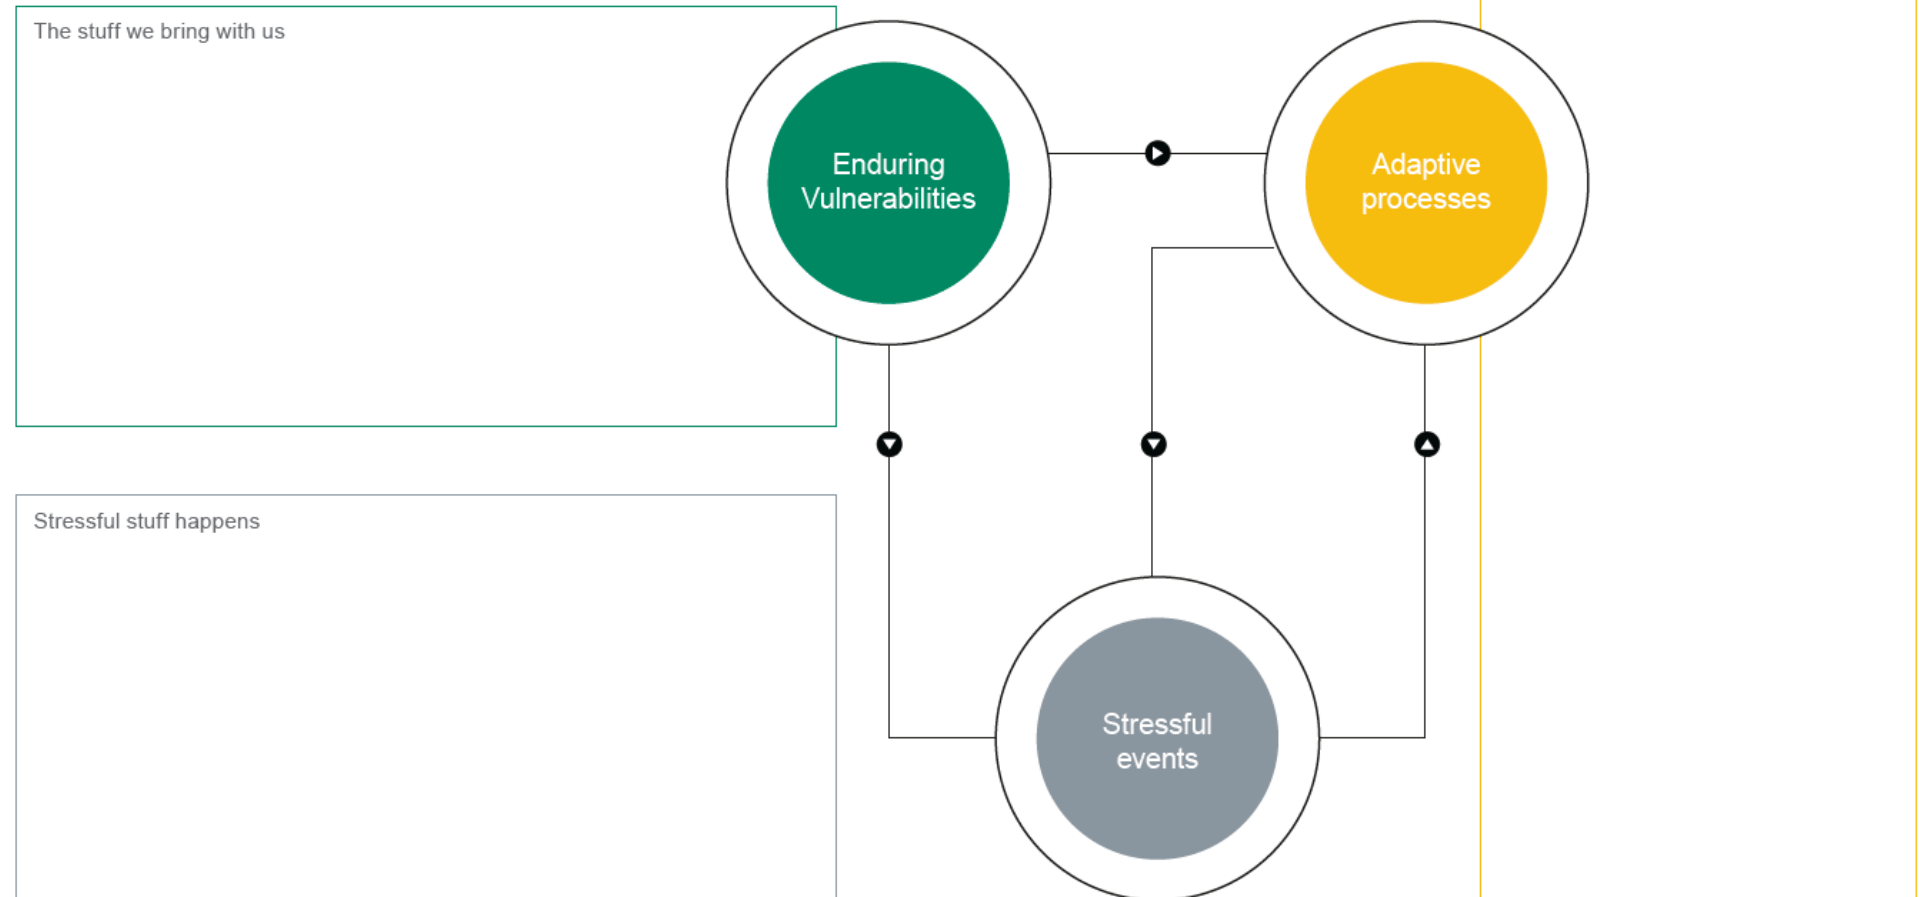 The stuff we bring with us
Enduring
Vulnerabilities
Adaptive
processes
Stressful stuff happens
Stressful
events